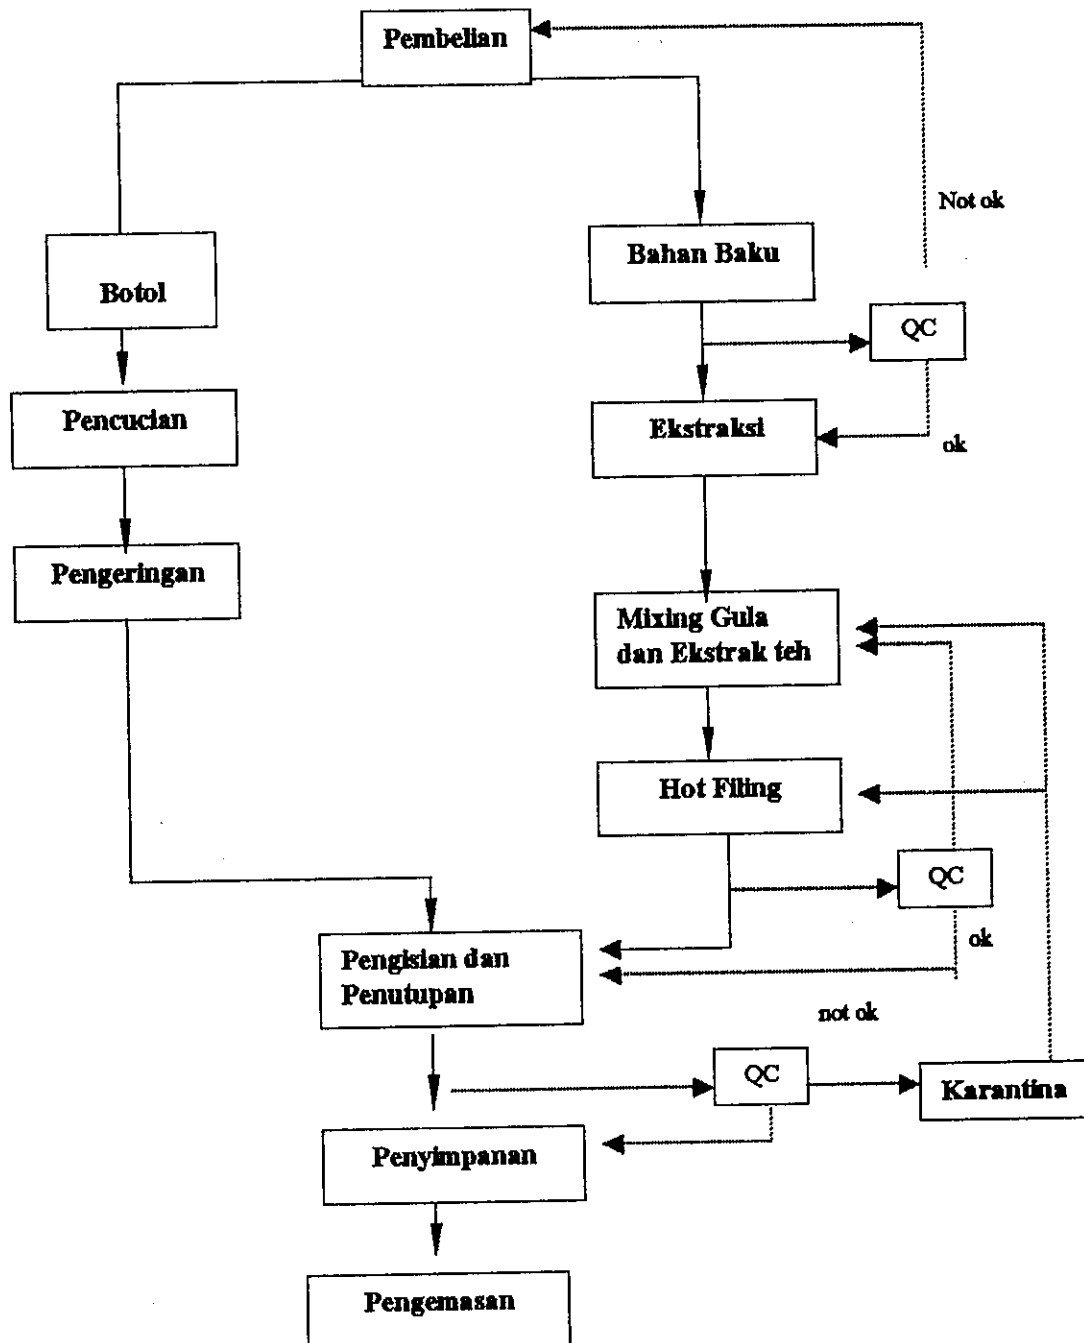 Pembelian
Not ok
Bahan Baku
Botol
QC
Pencucian
Ekstraksi
ok
Pengeringan
Mixing Gula
dan Ekstrak teh
Hot Filing
QC
ok
Pengisian dan
Penutupan
not ok
QC
Karantina
Penyimpanan
Pengemasan